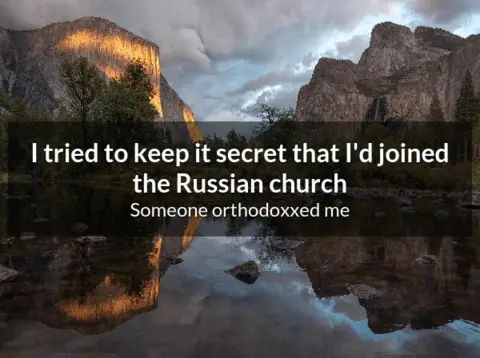 I tried to keep it secret that I'd joined
the Russian church
Someone orthodoxxed me